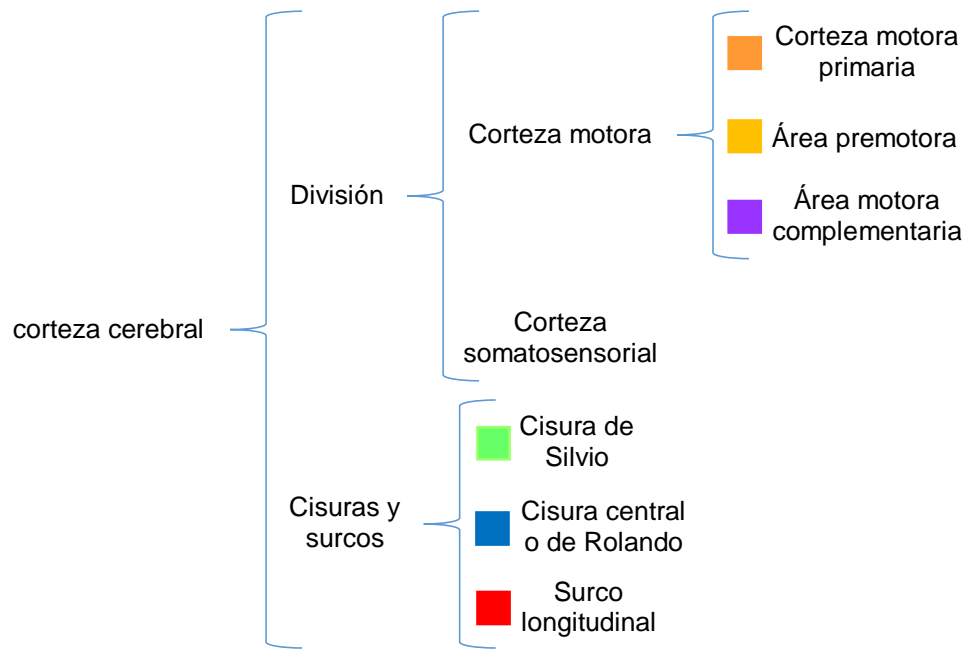 corteza cerebral
División
Corteza motora
Corteza motora
primaria
Área premotora
Área motora
complementaria
Corteza
somatosensorial
Cisuras y
surcos
Cisura de
Silvio
Cisura central
o de Rolando
Surco
longitudinal